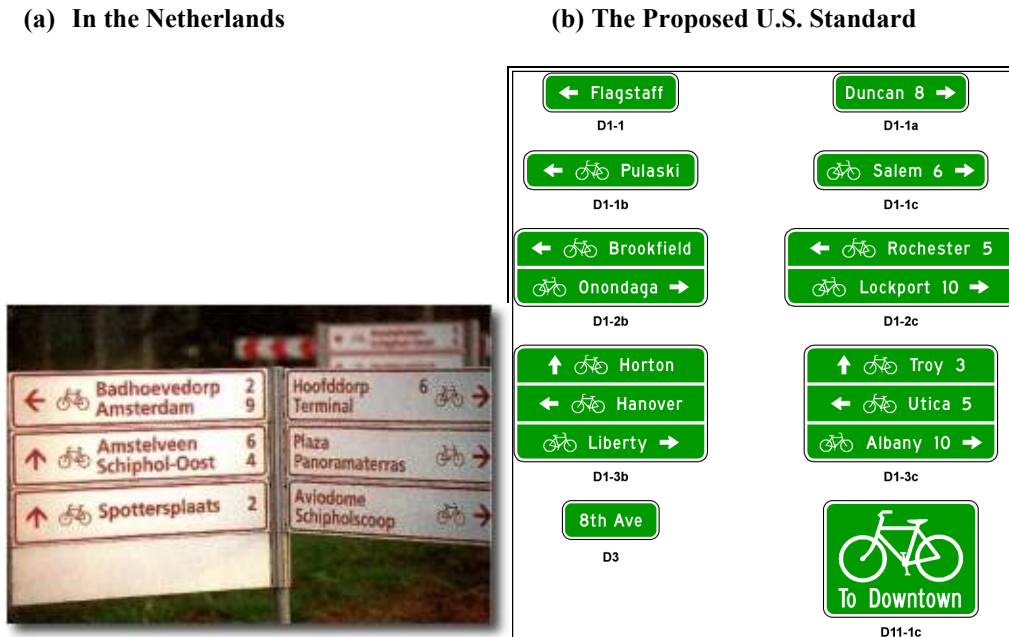 (a) In the Netherlands
(b) The Proposed U.S. Standard
Badhoevedorp 2
Amsterdam 9
Amstelveen 6
Schiphol-Oost 4
Spottersplaats 2
Hoofddorp 6
Terminal
Plaza
Panoramaterras
Aviodome
Schipholscoop
Flagstaff
D1-1
Duncan 8
D1-1a
Pulaski
D1-1b
Salem 6
D1-1c
Brookfield
Onondaga
D1-2b
Rochester 5
Lockport 10
D1-2c
Horton
Hanover
Liberty
D1-3b
Troy 3
Utica 5
Albany 10
D1-3c
8th Ave
D3
To Downtown
D11-1c